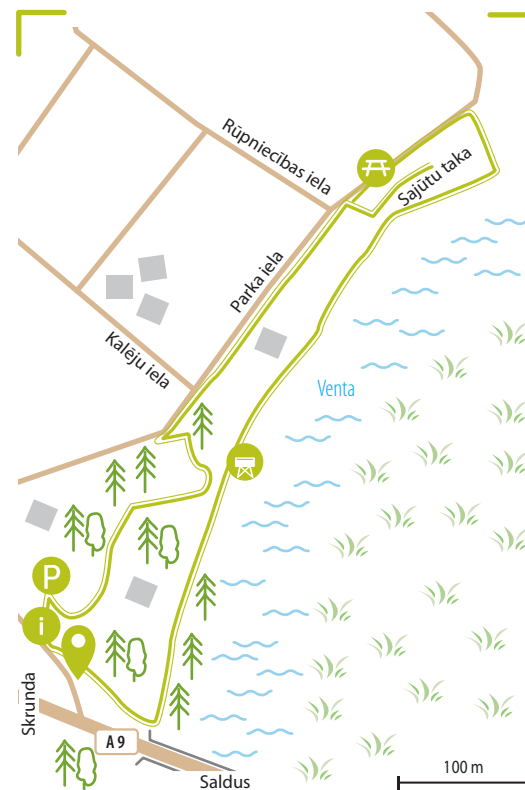 Rūpniecības iela
Sajūtu taka
Parka iela
Kalēju iela
Venta
P
i
Skrunda
A 9
Saldus
100 m